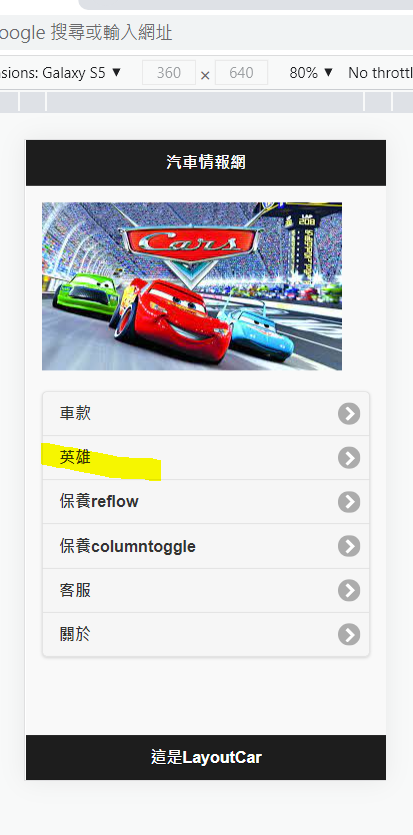 oogle 搜尋或輸入網址
sions: Galaxy S5 ▼ 360 × 640 80% ▼ No throttl
汽車情報網
Cars
208
車款
英雄
保養reflow
保養columntoggle
客服
關於
這是LayoutCar